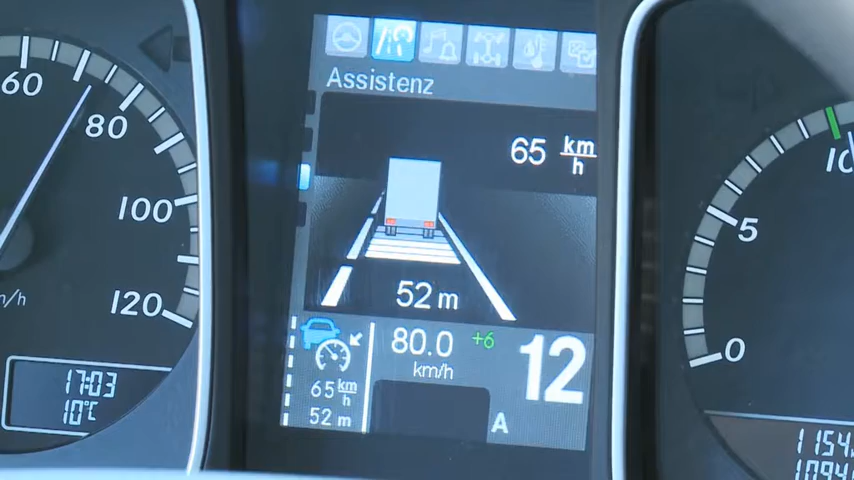 60
80
100
120
m/h
17:03
10°C
Assistenz
65 km/h
52 m
80.0 +6
km/h
12
65 km/h
52 m
A
10
5
0
1154
1094